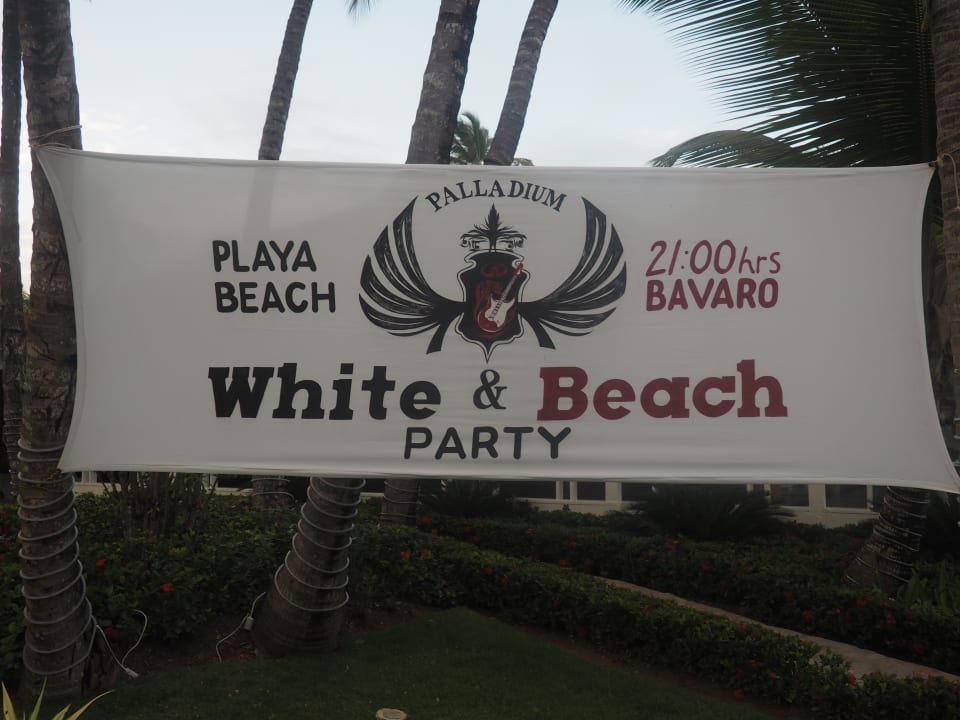 PALLADIUM
PLAYA
BEACH
21:00hrs
BAVARO
White & Beach
PARTY